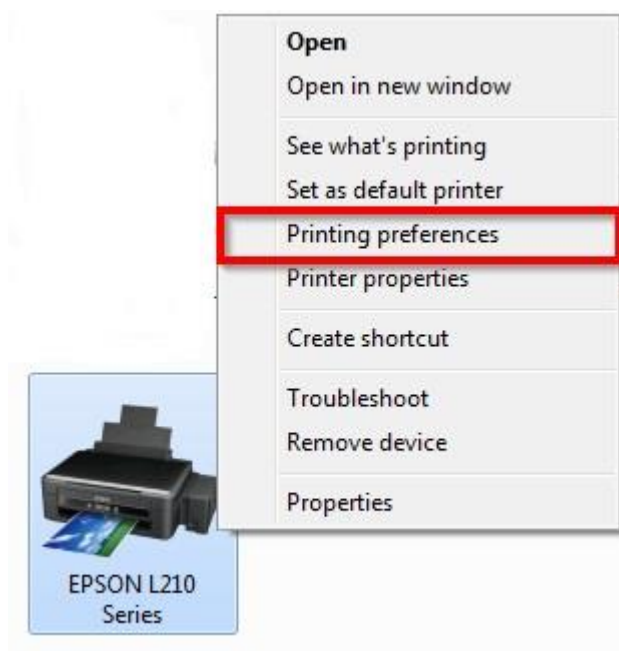 Open
Open in new window
See what's printing
Set as default printer
Printing preferences
Printer properties
Create shortcut
Troubleshoot
Remove device
Properties
EPSON L210
Series